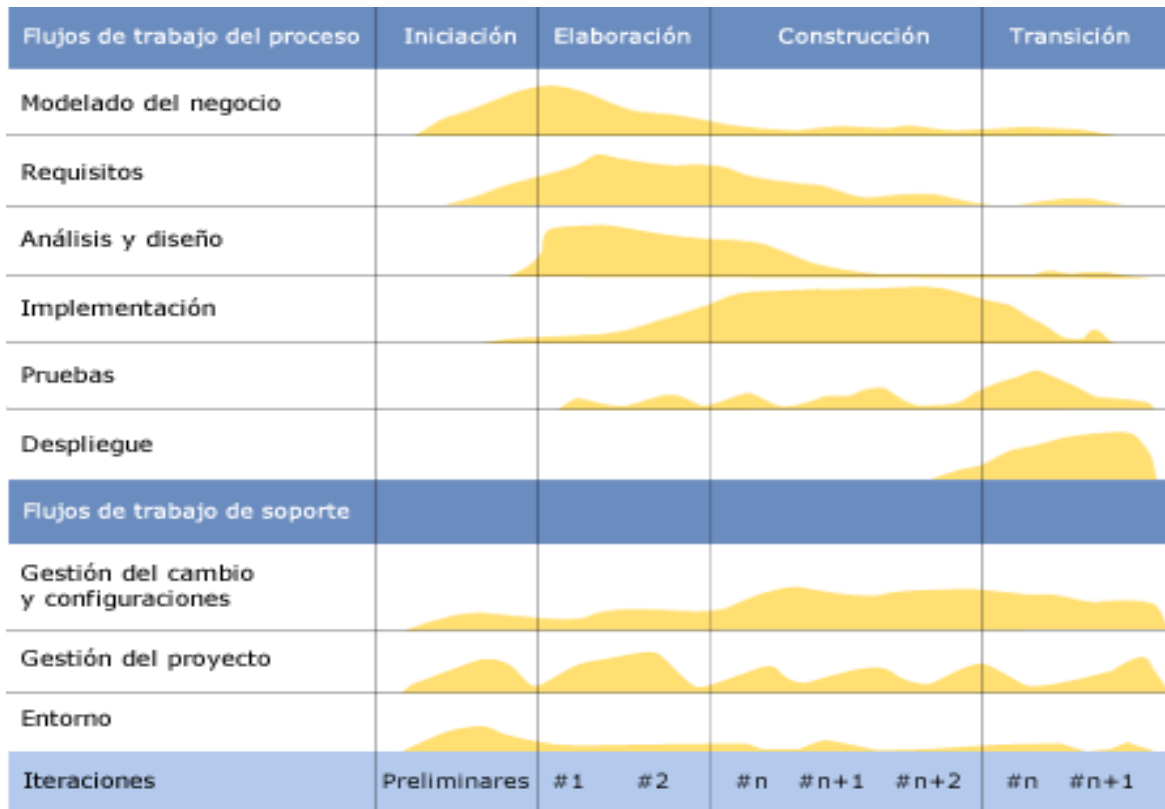 Flujos de trabajo del proceso Iniciación Elaboración Construcción Transición
Modelado del negocio
Requisitos
Análisis y diseño
Implementación
Pruebas
Despliegue
Flujos de trabajo de soporte
Gestión del cambio
y configuraciones
Gestión del proyecto
Entorno
Iteraciones Preliminares #1 #2 #n #n+1 #n+2 #n #n+1